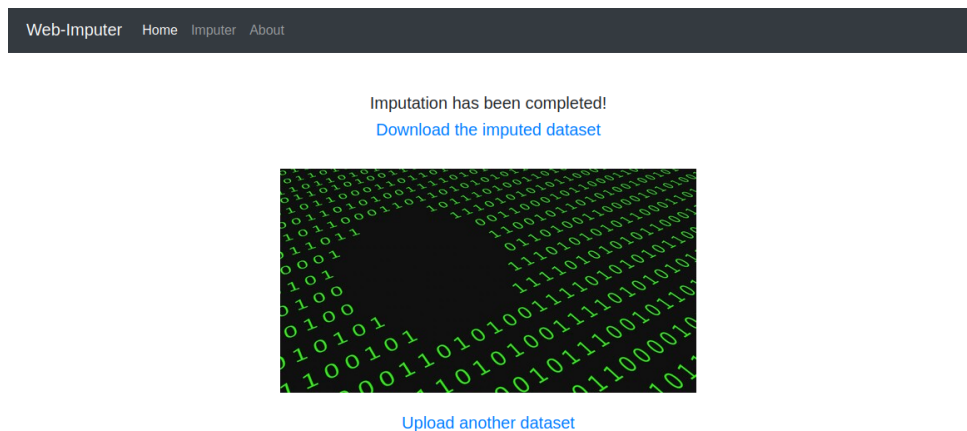 Web-Imputer Home Imputer About
Imputation has been completed!
Download the imputed dataset
Upload another dataset